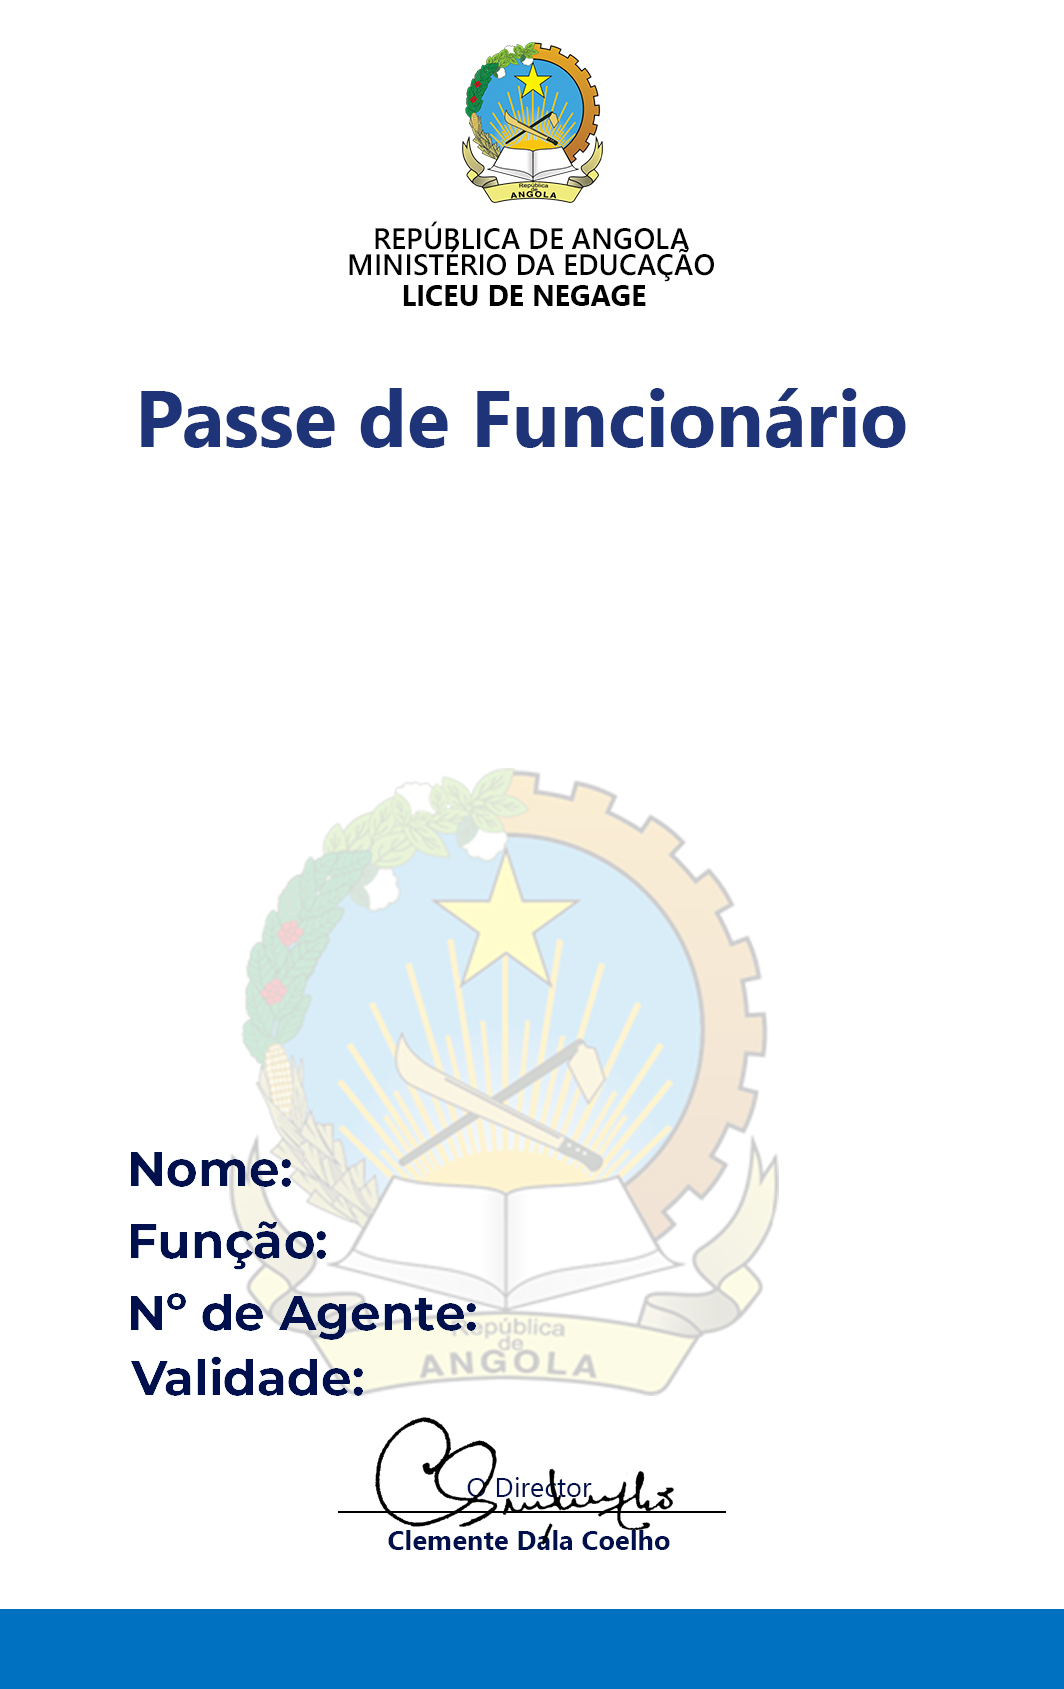 República
de
ANGOLA
REPÚBLICA DE ANGOLA
MINISTÉRIO DA EDUCAÇÃO
LICEU DE NEGAGE
Passe de Funcionário
Nome:
Função:
Nº de Agente:
República
de
ANGOLA
Validade:
O Director
Clemente Dala Coelho